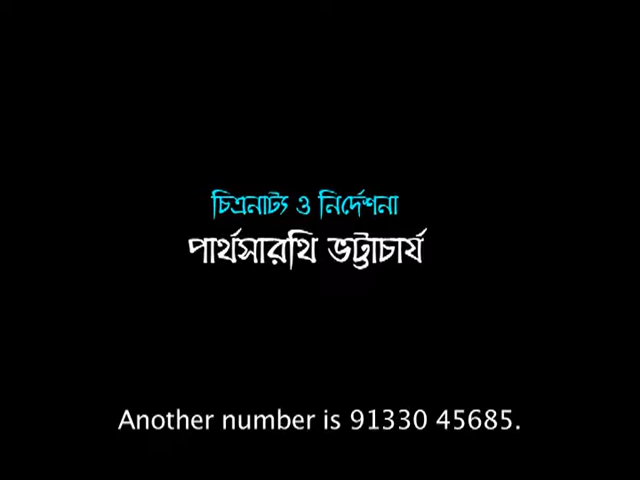 চিত্রনাট্য ও নির্দেশনা
পার্থসারথি ভট্টাচার্য
Another number is 91330 45685.